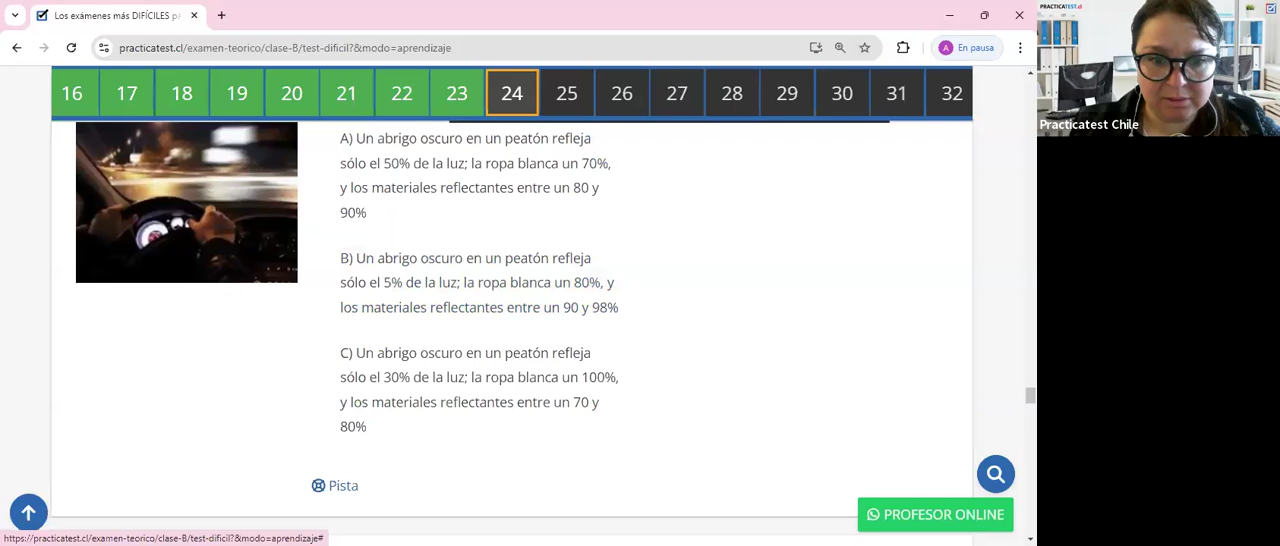 Los exámenes más DIFÍCILES pa
PRACTICATEST.cl
practicatest.cl/examen-teorico/clase-B/test-dificil?&modo=aprendizaje
A
En pausa
16 17 18 19 20 21 22 23 24 25 26 27 28 29 30 31 32
Practicatest Chile
A) Un abrigo oscuro en un peatón refleja
sólo el 50% de la luz; la ropa blanca un 70%,
y los materiales reflectantes entre un 80 y
90%
B) Un abrigo oscuro en un peatón refleja
sólo el 5% de la luz; la ropa blanca un 80%, y
los materiales reflectantes entre un 90 y 98%
C) Un abrigo oscuro en un peatón refleja
sólo el 30% de la luz; la ropa blanca un 100%,
y los materiales reflectantes entre un 70 y
80%
Pista
PROFESOR ONLINE
https://practicatest.cl/examen-teorico/clase-B/test-dificil?&modo=aprendizaje#